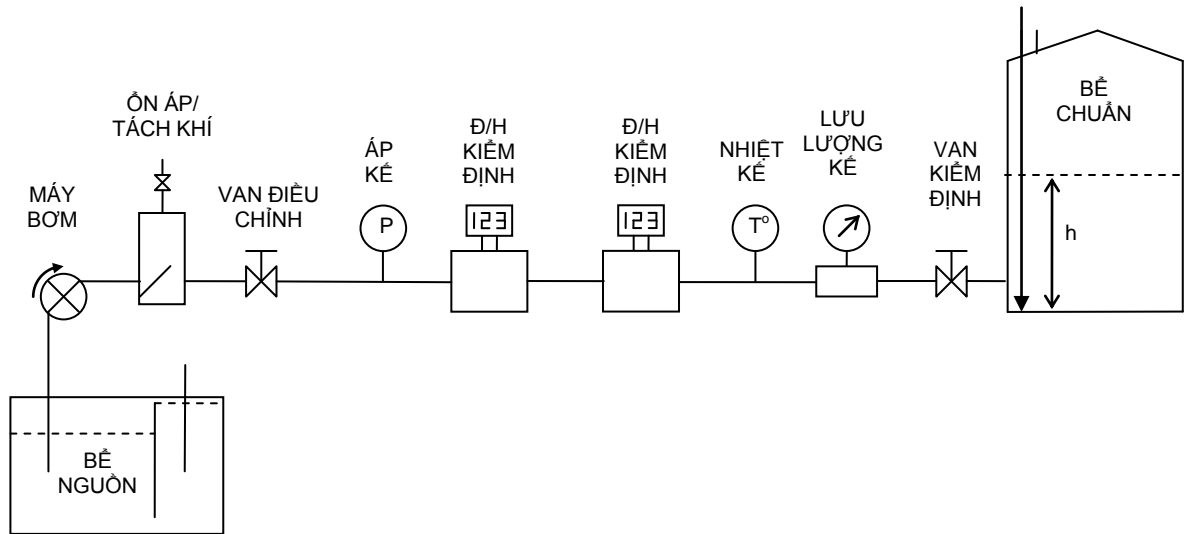 ỔN ÁP/
TÁCH KHÍ
MÁY
BƠM
VAN ĐIỀU
CHỈNH
ÁP
KẾ
P
Đ/H
KIỂM
ĐỊNH
123
Đ/H
KIỂM
ĐỊNH
123
NHIỆT
KẾ
T°
LƯU
LƯỢNG
KẾ
VAN
KIỂM
ĐỊNH
BỂ
CHUẨN
h
BỂ
NGUỒN